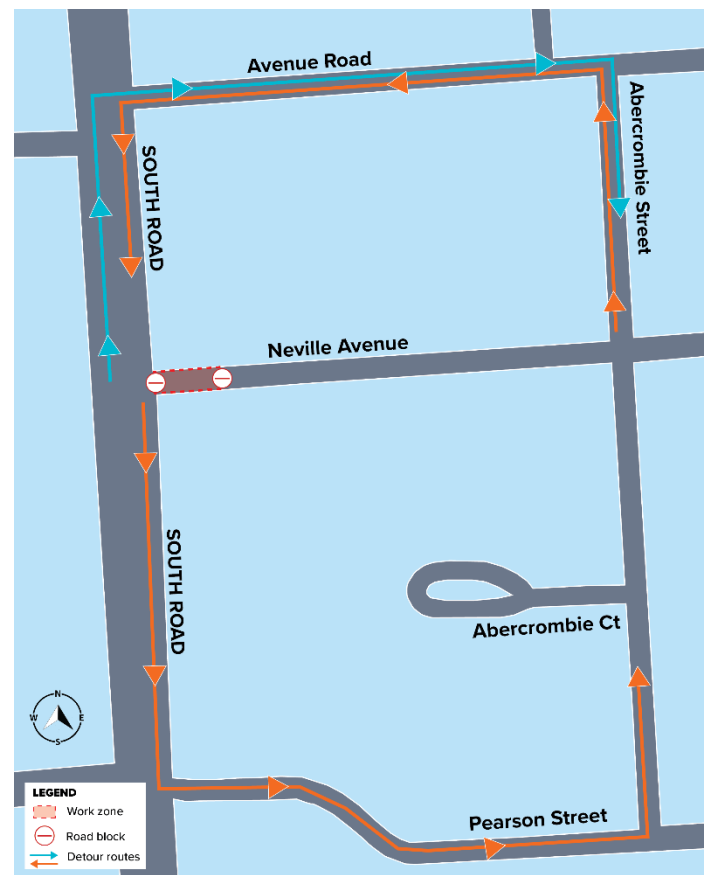 Avenue Road
SOUTH ROAD
Abercrombie Street
Neville Avenue
SOUTH ROAD
Abercrombie Ct
N
W E
S
Pearson Street
LEGEND
Work zone
Road block
Detour routes